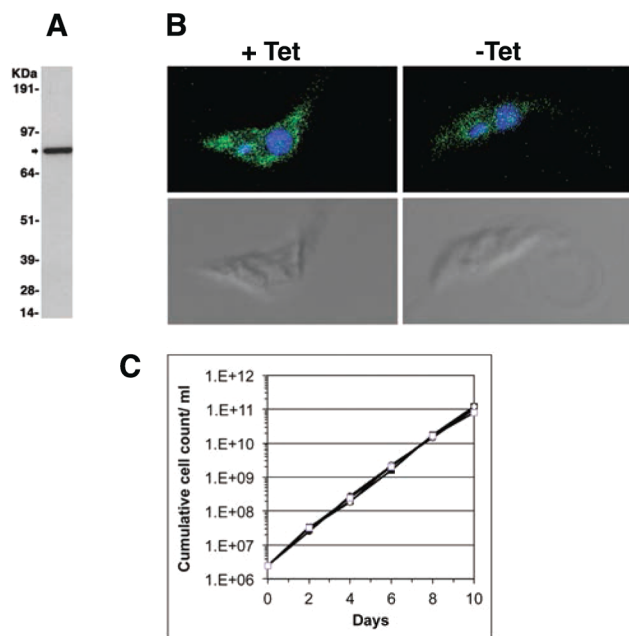 A
KDa
191-
97-
64-
51-
39-
28-
14-
B
+ Tet
-Tet
C
Cumulative cell count/ ml
1.E+12
1.E+11
1.E+10
1.E+09
1.E+08
1.E+07
1.E+06
0 2 4 6 8 10
Days